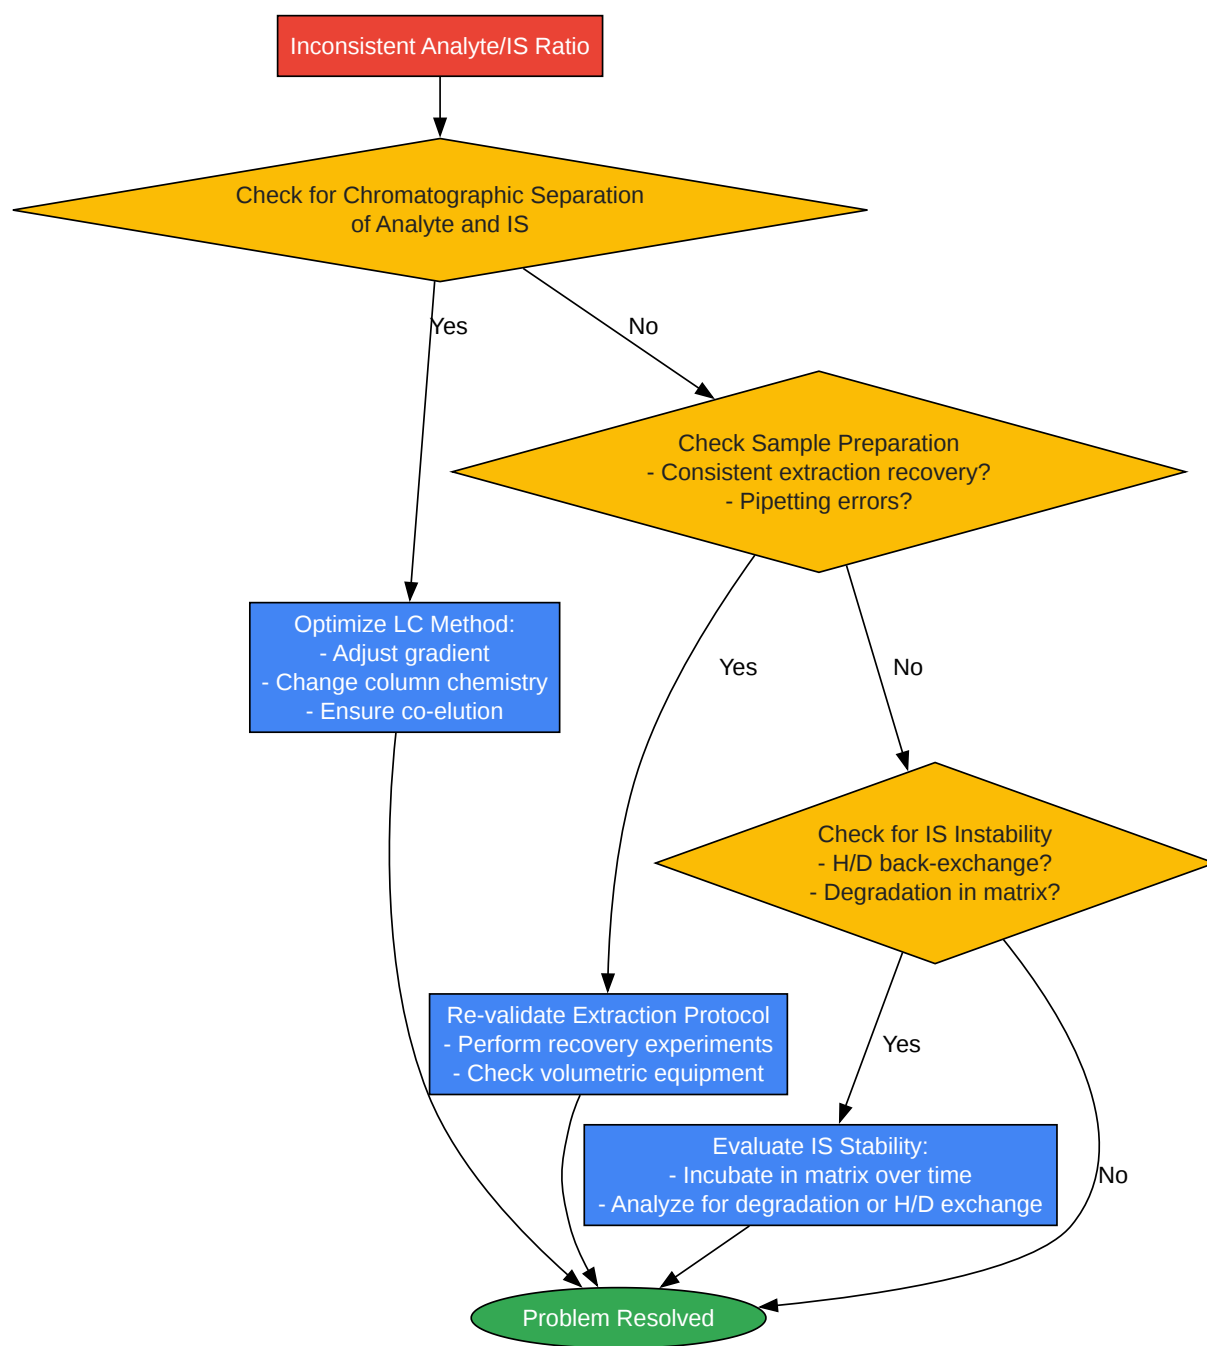 Inconsistent Analyte/IS Ratio
Check for Chromatographic Separation
of Analyte and IS
Yes
No
Check Sample Preparation
- Consistent extraction recovery?
- Pipetting errors?
Optimize LC Method:
- Adjust gradient
- Change column chemistry
- Ensure co-elution
Yes
No
Check for IS Instability
- H/D back-exchange?
- Degradation in matrix?
Re-validate Extraction Protocol
- Perform recovery experiments
- Check volumetric equipment
Yes
No
Evaluate IS Stability:
- Incubate in matrix over time
- Analyze for degradation or H/D exchange
Problem Resolved